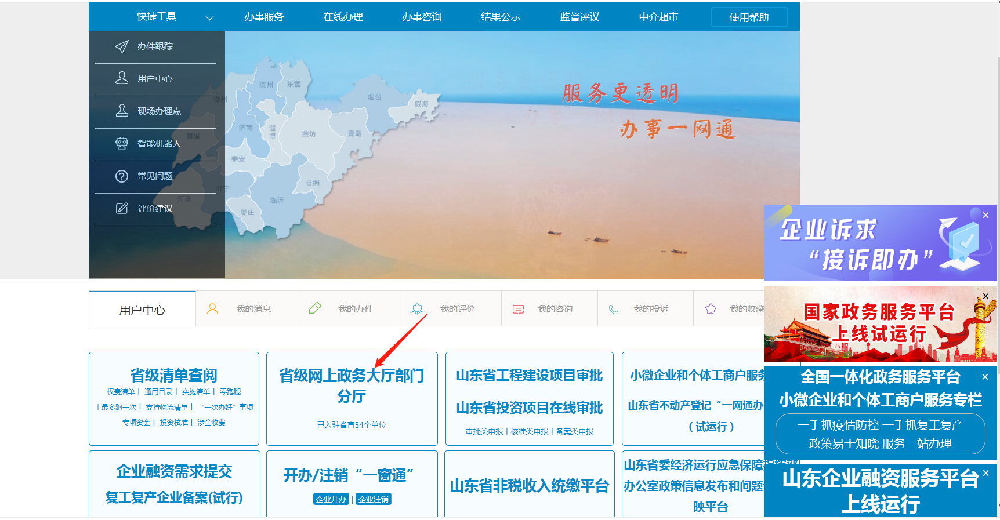 快捷工具
办事服务
在线办理
办事咨询
结果公示
监督评议
中介超市
使用帮助
办件跟踪
用户中心
现场办理点
智能机器人
常见问题
评价建议
滨州
东营
德州
烟台
威海
济南
淄博
潍坊
青岛
聊城
泰安
日照
济宁
菏泽
临沂
枣庄
服务更透明
办事一网通
企业诉求
“接诉即办”
国家政务服务平台
上线试运行
用户中心
我的消息
我的办件
我的评价
我的咨询
我的投诉
我的收藏
省级清单查阅
权责清单 | 通用目录 | 实施清单 | 零跑腿
| 最多跑一次 | 支持物流清单 | “一次办好”事项
专项资金 | 投资核准 | 涉企收费
省级网上政务大厅部门
分厅
已入驻省直54个单位
山东省工程建设项目审批
山东省投资项目在线审批
审批类申报 | 核准类申报 | 备案类申报
小微企业和个体工商户服务
山东省不动产登记“一网通办
（试运行）
全国一体化政务服务平台
小微企业和个体工商户服务专栏
一手抓疫情防控 一手抓复工复产
政策易于知晓 服务一站办理
企业融资需求提交
复工复产企业备案(试行)
开办/注销“一窗通”
企业开办 | 企业注销
山东省非税收入统缴平台
山东省委经济运行应急保障
办公室政策信息发布和问题
映平台
山东企业融资服务平台
上线运行